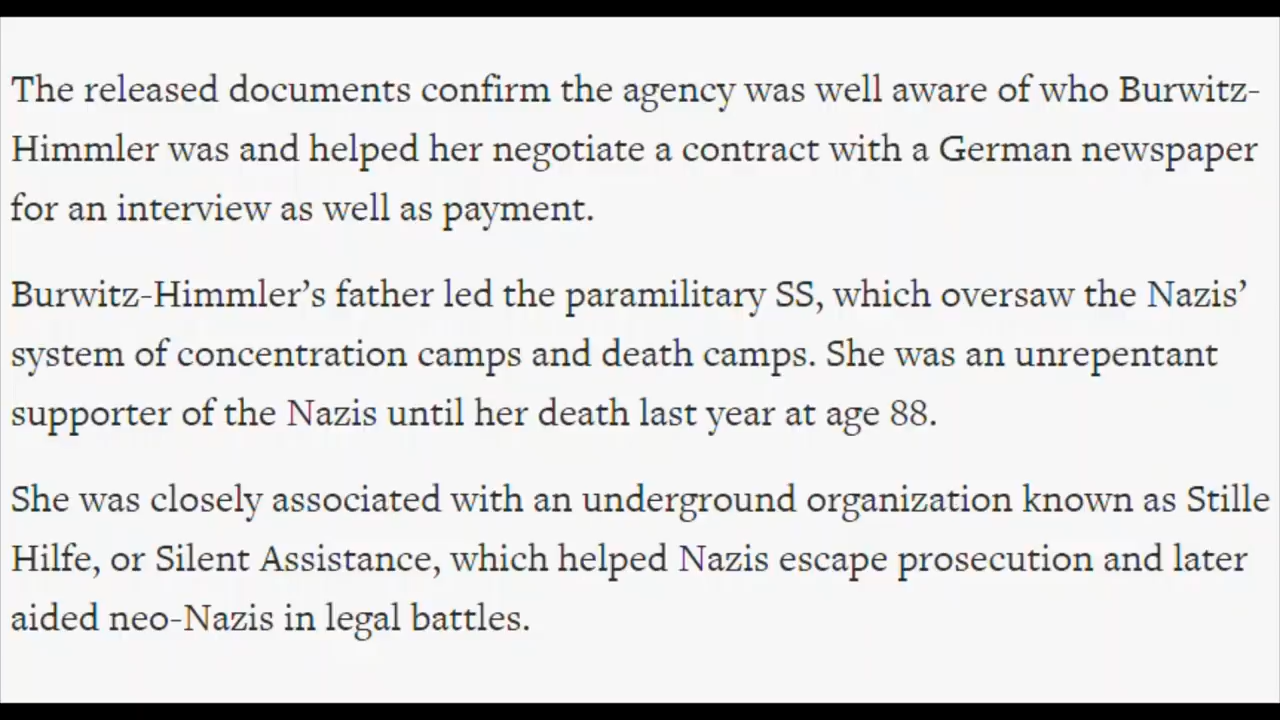 The released documents confirm the agency was well aware of who Burwitz-
Himmler was and helped her negotiate a contract with a German newspaper
for an interview as well as payment.
Burwitz-Himmler’s father led the paramilitary SS, which oversaw the Nazis’
system of concentration camps and death camps. She was an unrepentant
supporter of the Nazis until her death last year at age 88.
She was closely associated with an underground organization known as Stille
Hilfe, or Silent Assistance, which helped Nazis escape prosecution and later
aided neo-Nazis in legal battles.